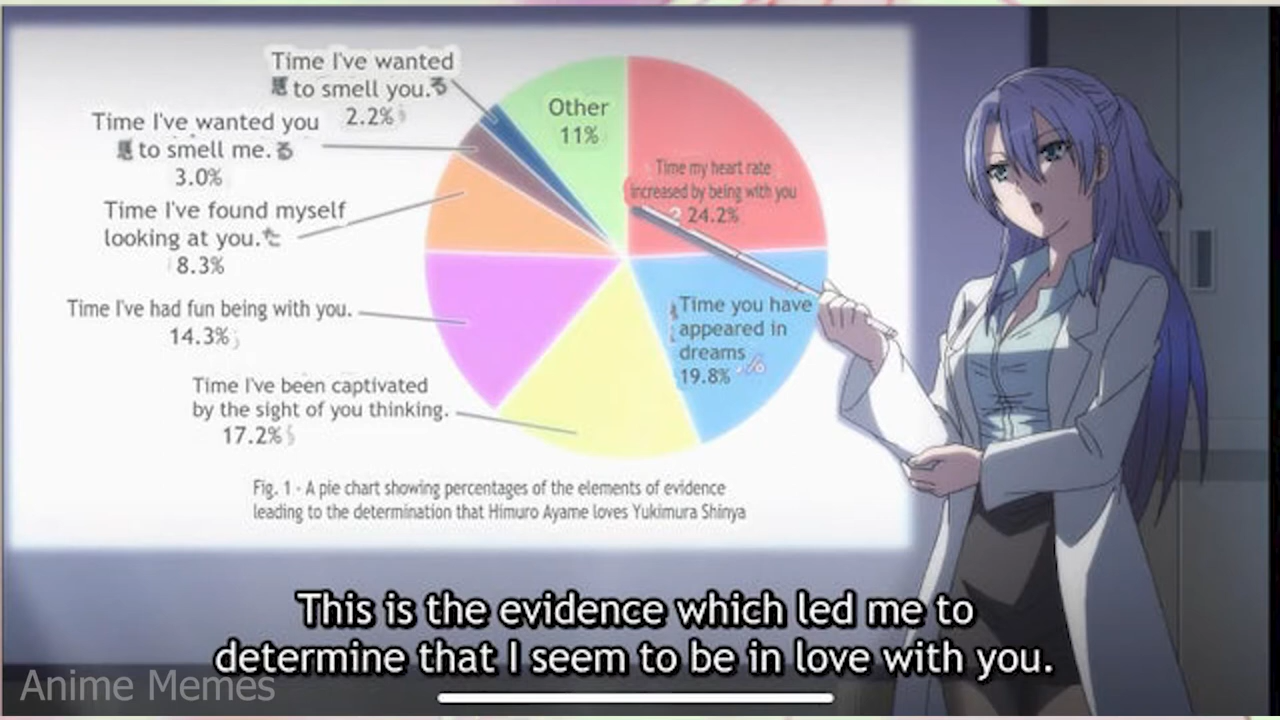 Time I've wanted
惑 to smell you.る
2.2%
Time I've wanted you
惑 to smell me.る
3.0%
Time I've found myself
looking at you.た
8.3%
Time I've had fun being with you.
14.3%
Time I've been captivated
by the sight of you thinking.
17.2%
Other
11%
Time my heart rate
increased by being with you
24.2%
Time you have
appeared in
dreams
19.8%
Fig. 1 - A pie chart showing percentages of the elements of evidence
leading to the determination that Himuro Ayame loves Yukimura Shinya
This is the evidence which led me to
determine that I seem to be in love with you.
Anime Memes